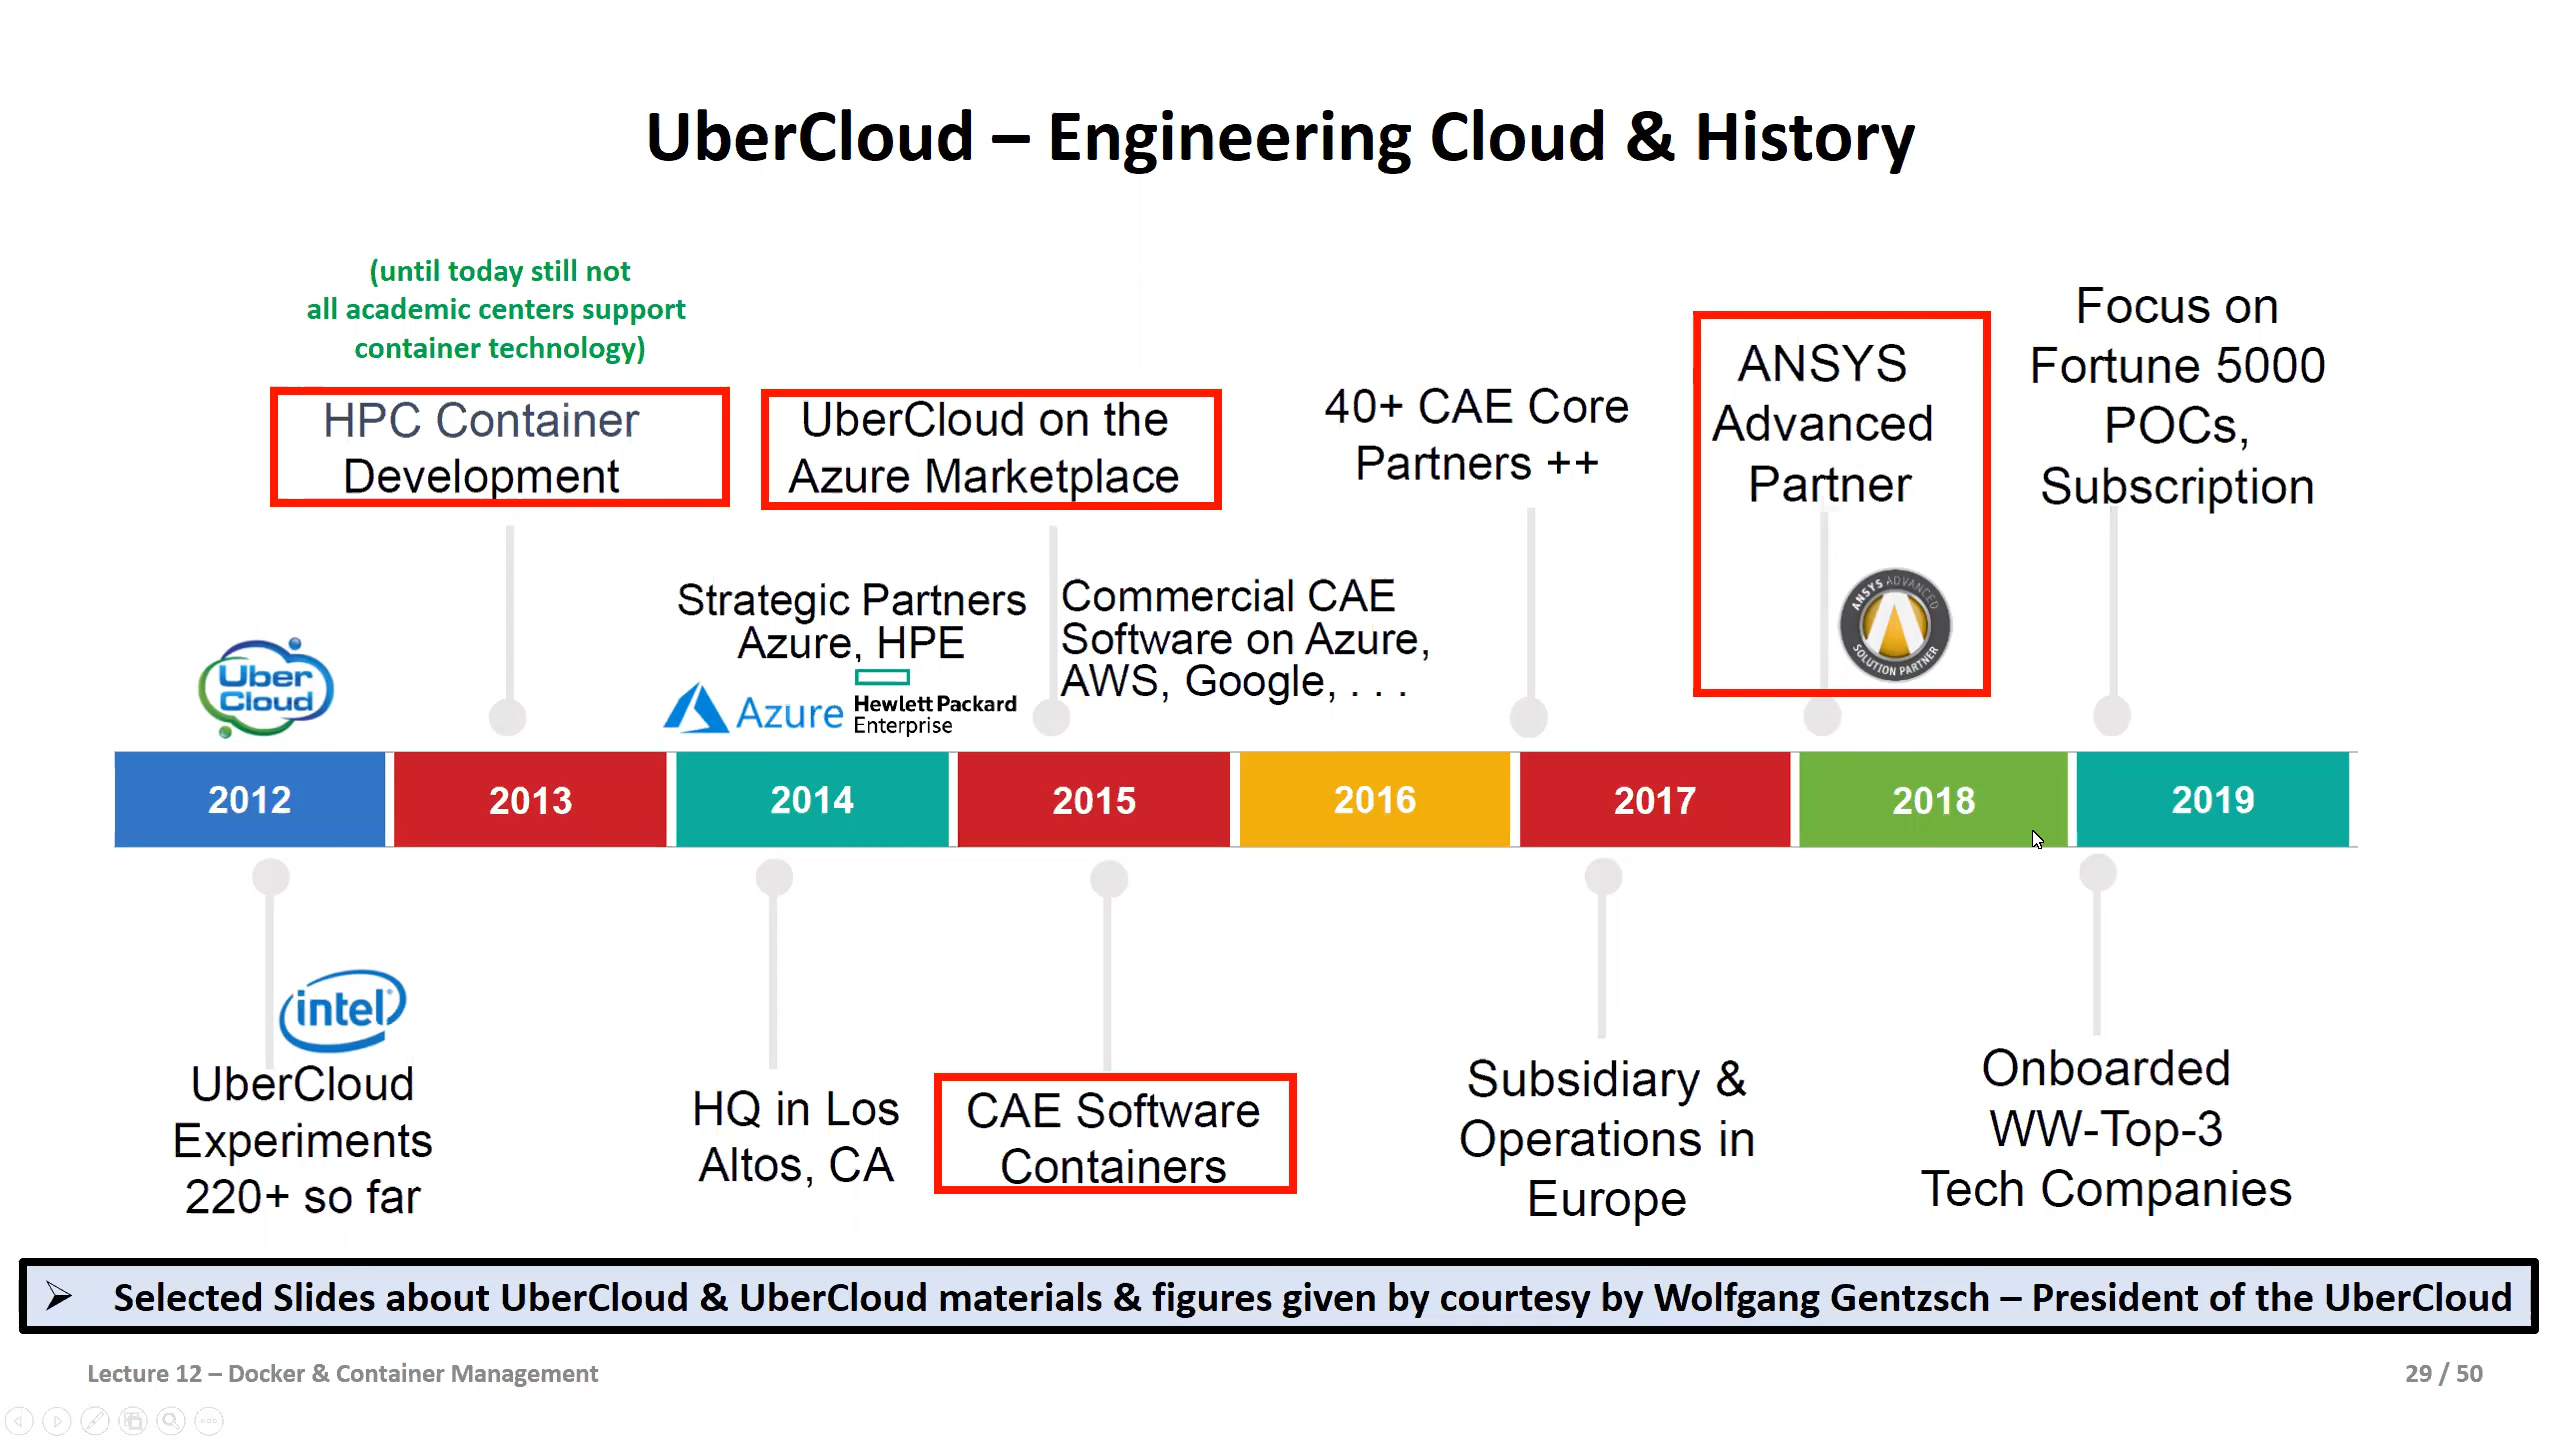 UberCloud – Engineering Cloud & History
(until today still not
all academic centers support
container technology)
HPC Container
Development
UberCloud on the
Azure Marketplace
40+ CAE Core
Partners ++
ANSYS
Advanced
Partner
Focus on
Fortune 5000
POCs,
Subscription
Uber
Cloud
Strategic Partners
Azure, HPE
Azure
Hewlett Packard
Enterprise
Commercial CAE
Software on Azure,
AWS, Google, . . .
ANSYS ADVANCED
SOLUTION PARTNER
2012
2013
2014
2015
2016
2017
2018
2019
intel
UberCloud
Experiments
220+ so far
HQ in Los
Altos, CA
CAE Software
Containers
Subsidiary &
Operations in
Europe
Onboarded
WW-Top-3
Tech Companies
➢ Selected Slides about UberCloud & UberCloud materials & figures given by courtesy by Wolfgang Gentzsch – President of the UberCloud
Lecture 12 – Docker & Container Management
29 / 50